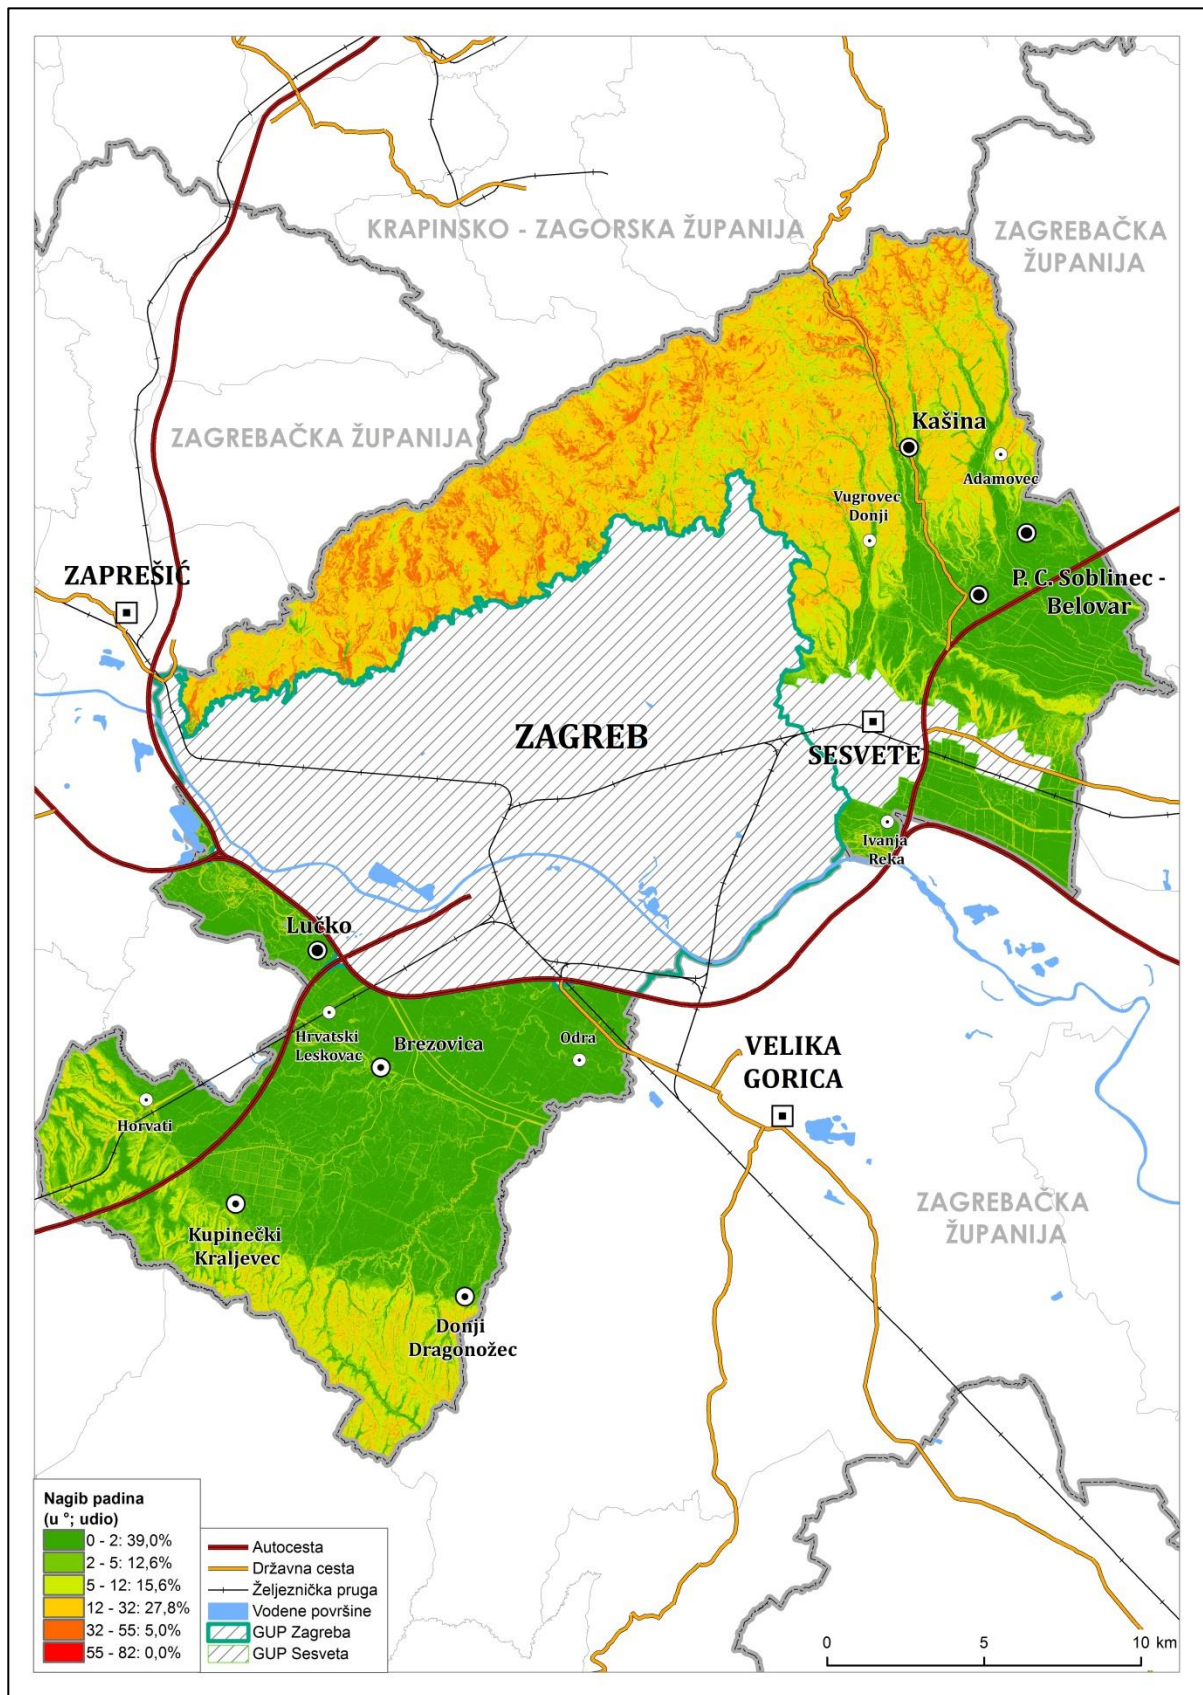 KRAPINSKO - ZAGORSKA ŽUPANIJA
ZAGREBAČKA
ŽUPANIJA
ZAGREBAČKA ŽUPANIJA
Kašina
Adamovec
Vugrovec
Donji
ZAPREŠIĆ
P. C. Soblinec -
Belovar
ZAGREB
SESVETE
Ivanja
Reka
Lučko
Hrvatski
Leskovac
Brezovica
Odra
VELIKA
GORICA
Horvati
ZAGREBAČKA
ŽUPANIJA
Kupinečki
Kraljevec
Donji
Dragonožec
Nagib padina
(u °; udio)
0 - 2: 39,0%
2 - 5: 12,6%
5 - 12: 15,6%
12 - 32: 27,8%
32 - 55: 5,0%
55 - 82: 0,0%
Autocesta
Državna cesta
Željeznička pruga
Vodene površine
GUP Zagreba
GUP Sesveta
0 5 10 km